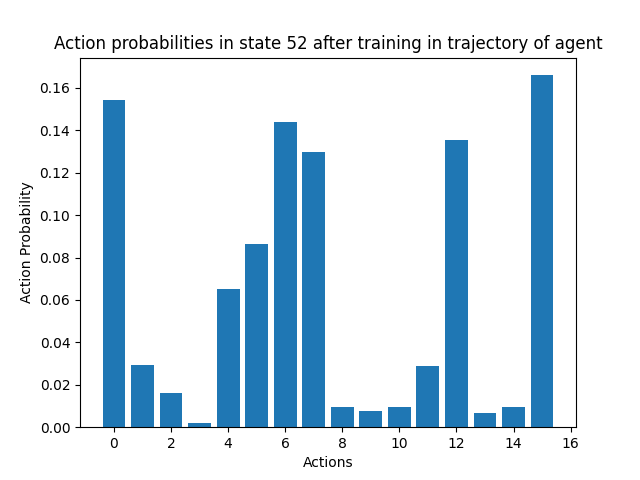 Action probabilities in state 52 after training in trajectory of agent
0.16
0.14
0.12
0.10
0.08
0.06
0.04
0.02
0.00
Action Probability
0 2 4 6 8 10 12 14 16
Actions